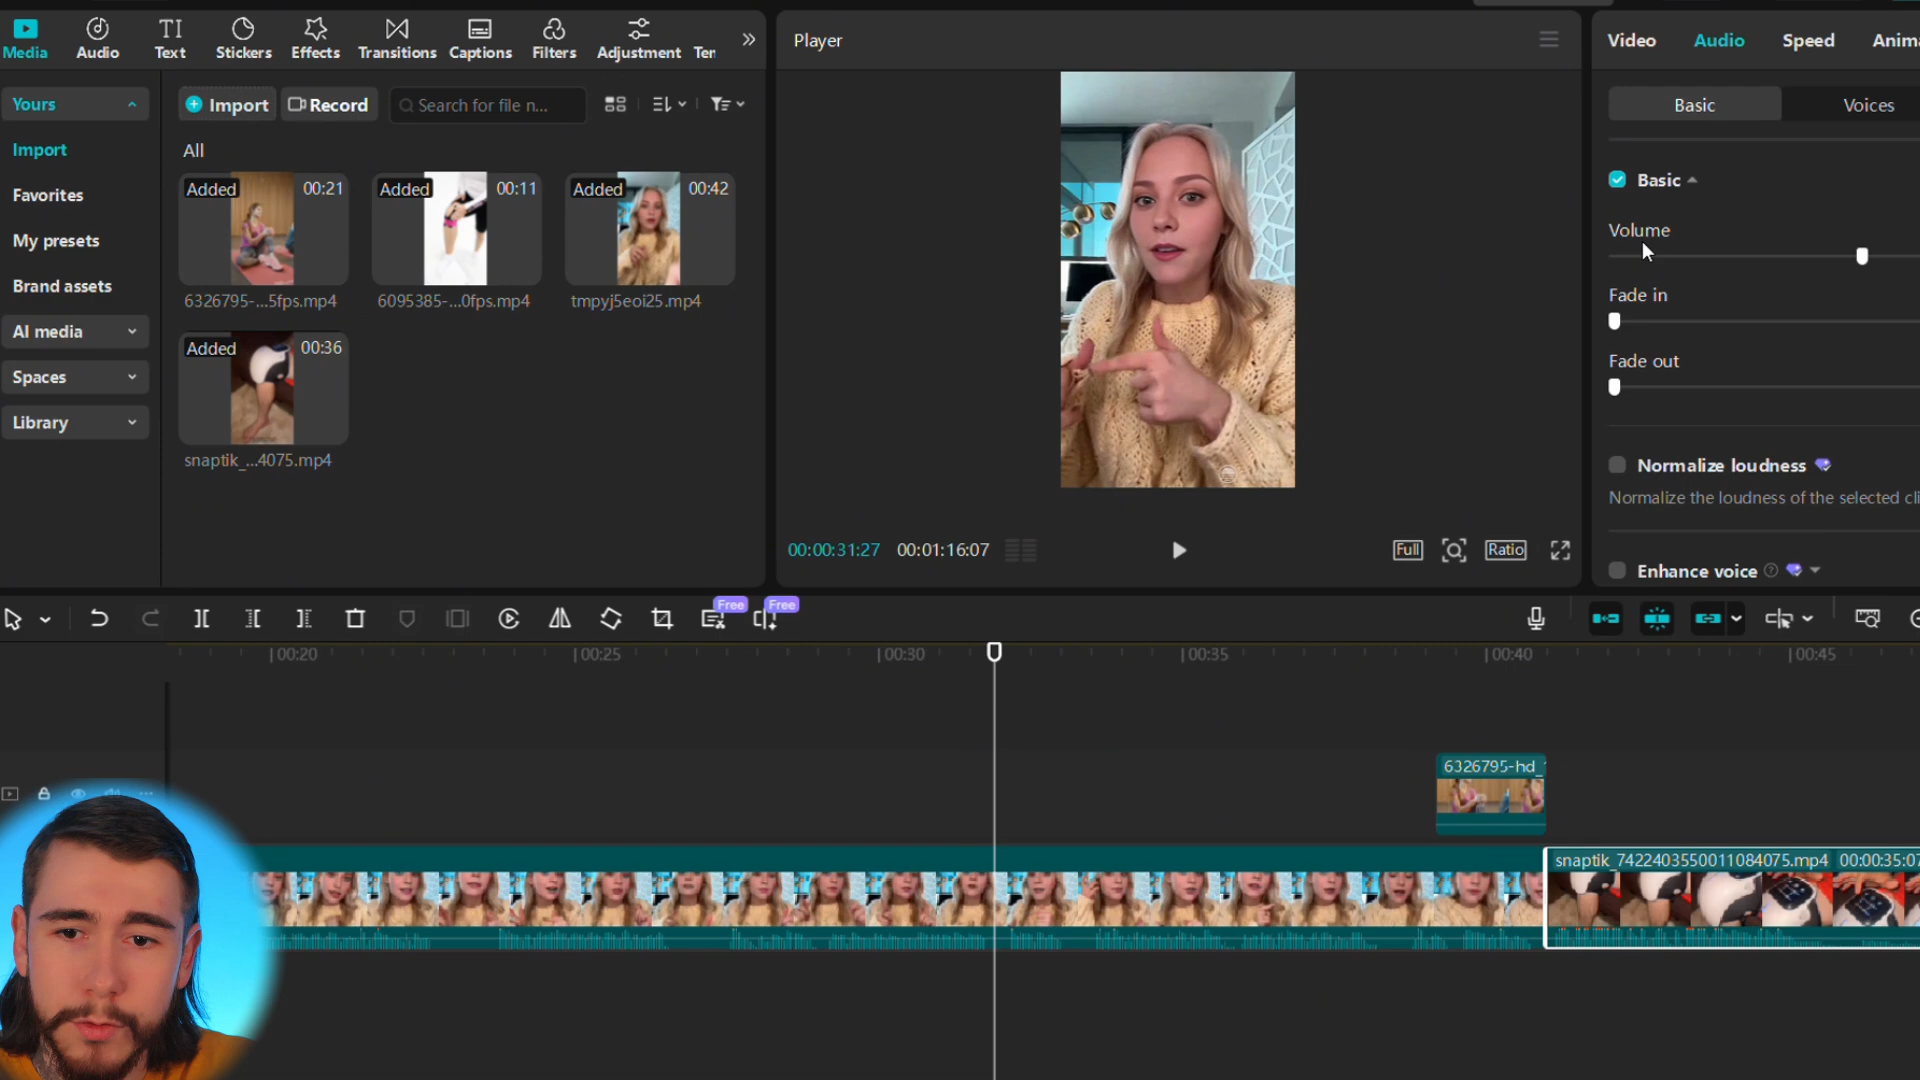 Media
Audio
Text
Stickers
Effects
Transitions
Captions
Filters
Adjustment
Player
Video
Audio
Speed
Yours
Import
Favorites
My presets
Brand assets
AI media
Spaces
Library
Import
Record
Search for file n...
All
Added 00:21
6326795-...5fps.mp4
Added 00:11
6095385-...0fps.mp4
Added 00:42
tmpyj5eoi25.mp4
Added 00:36
snaptik_...4075.mp4
00:00:31:27 00:01:16:07
Full
Ratio
Basic
Voices
Basic
Volume
Fade in
Fade out
Normalize loudness
Normalize the loudness of the selected
Enhance voice
Free
Free
00:20
00:25
00:30
00:35
00:40
00:45
6326795-hd_
snaptik_7422403550011084075.mp4 00:00:35:07